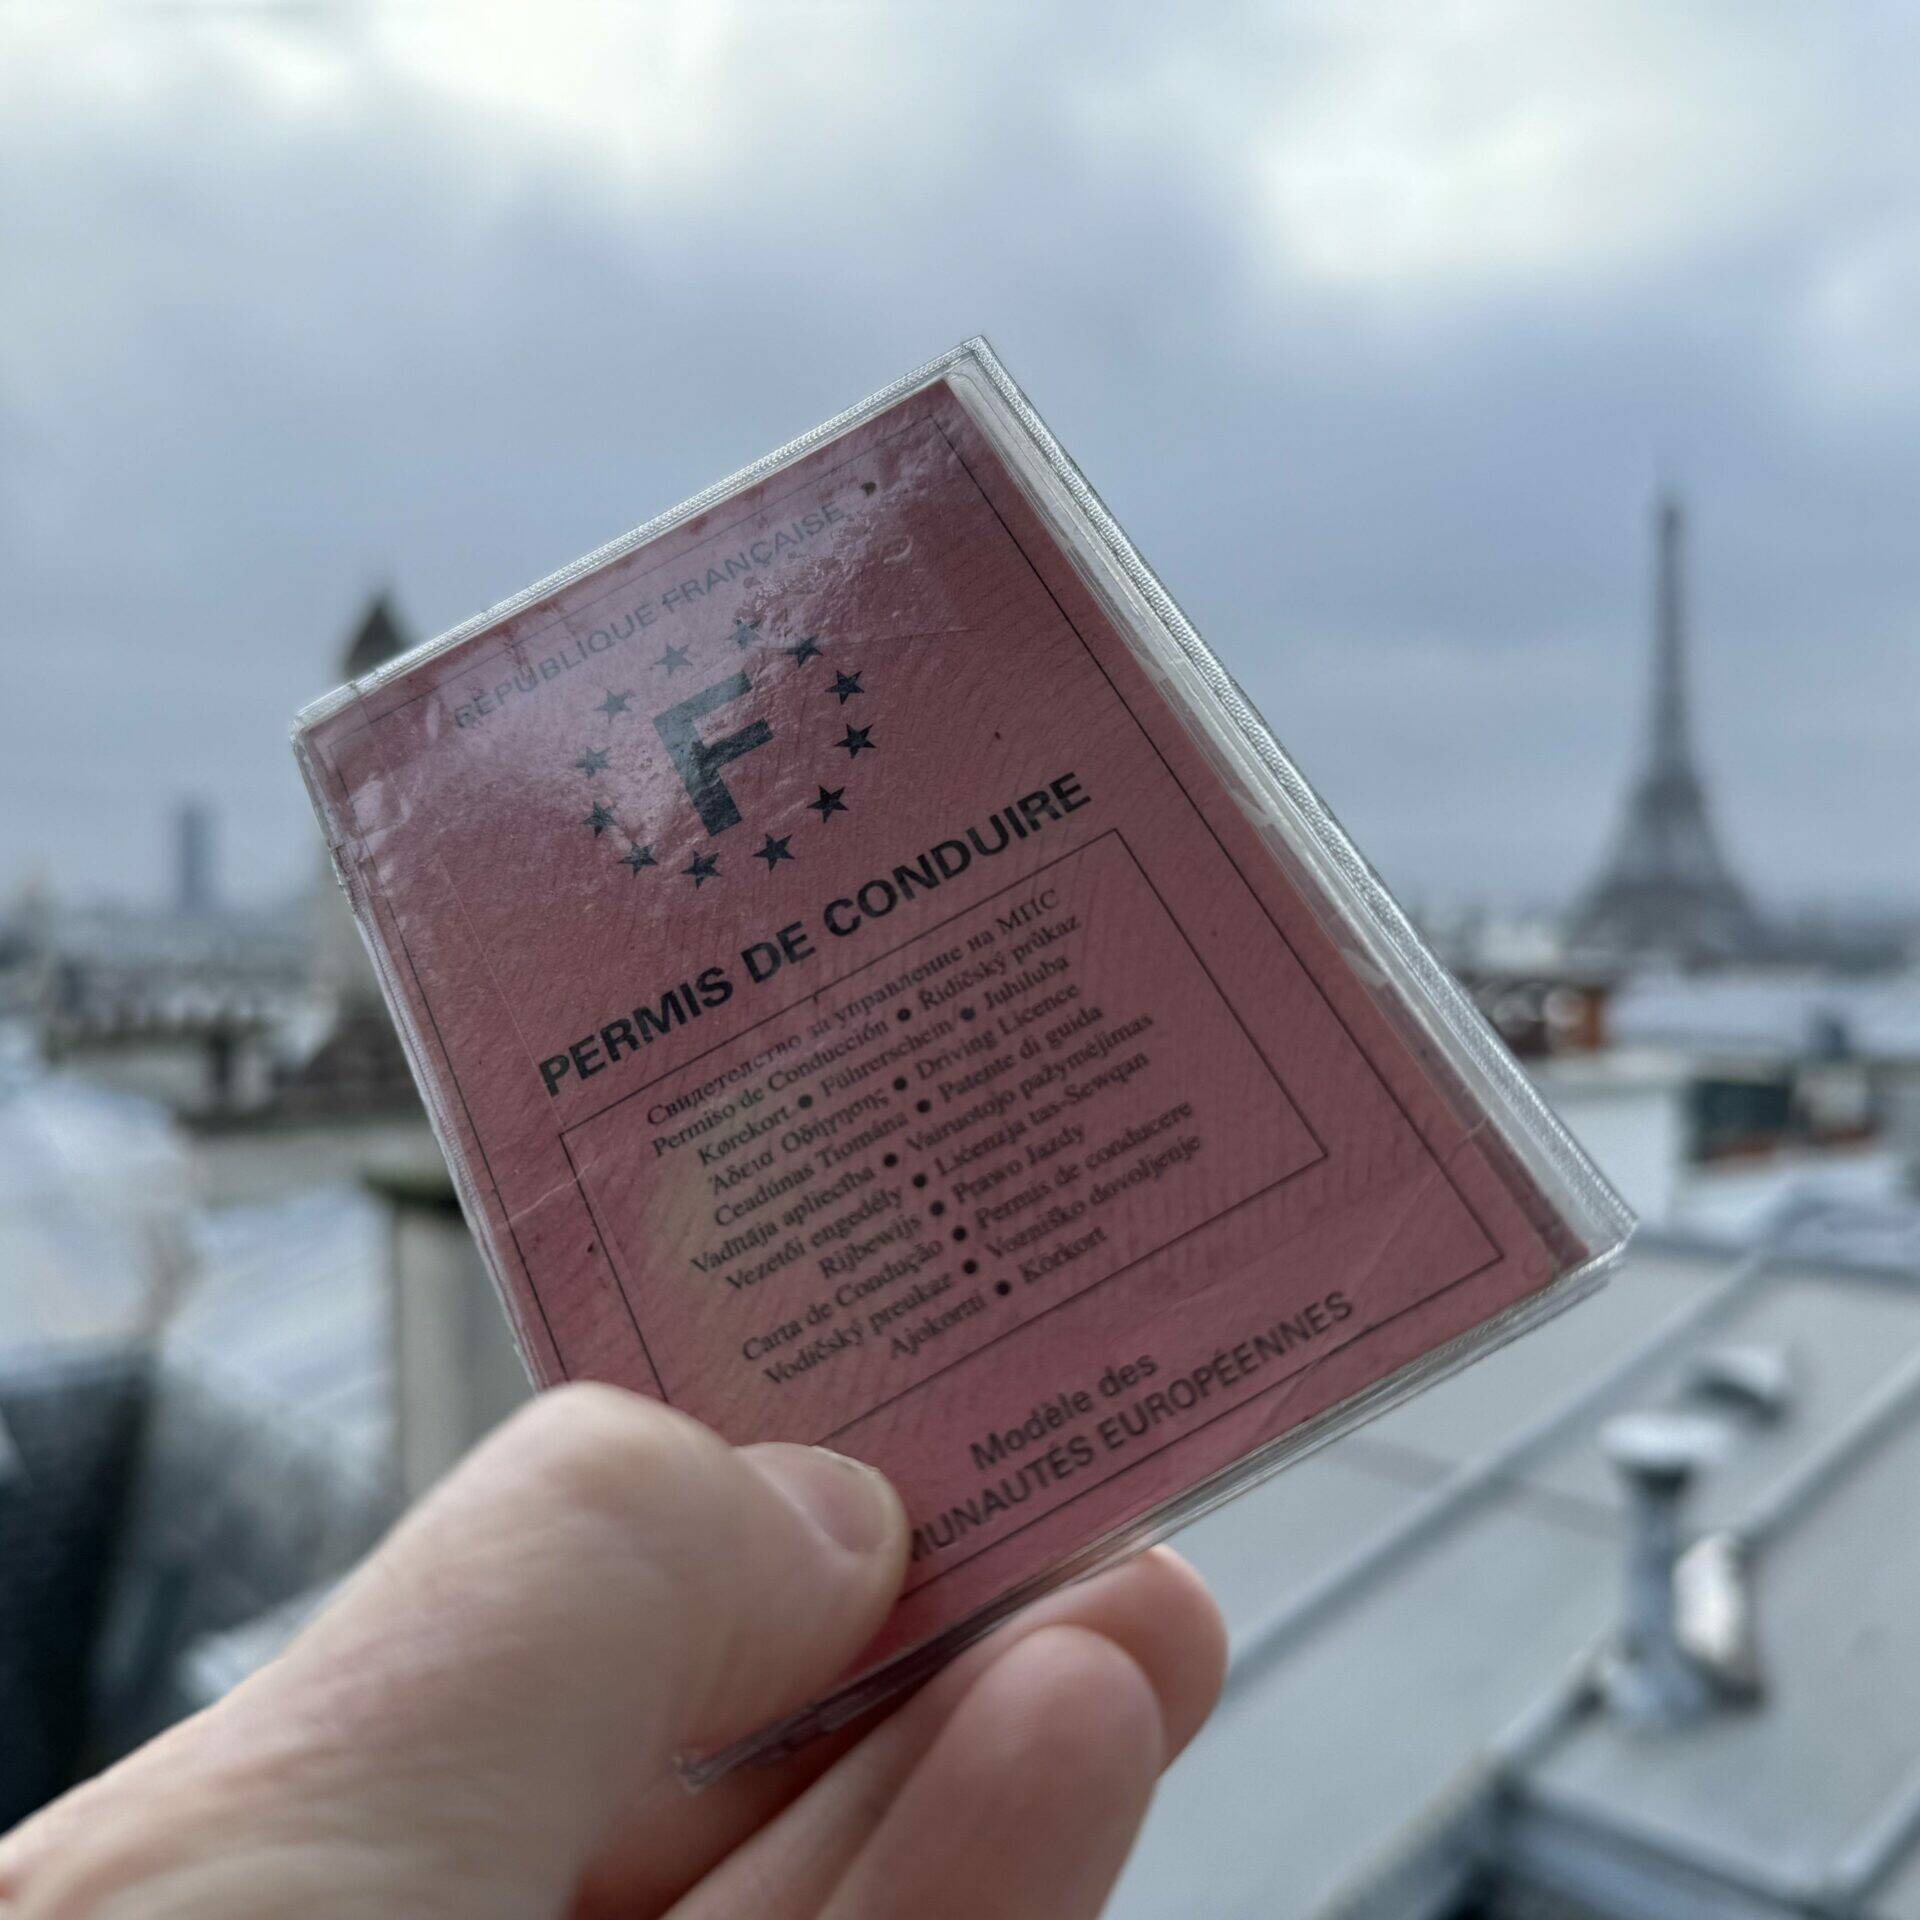 RÉPUBLIQUE FRANÇAISE
F
PERMIS DE CONDUIRE
Свидетелство за управление на МПС
Permiso de Conducción ● Řidičský průkaz
Kørekort ● Führerschein ● Juhiluba
Άδεια Οδήγησης ● Driving Licence
Ceadúnas Tiomána ● Patente di guida
Vadītāja apliecība ● Vairuotojo pažymėjimas
Vezetői engedély ● Liċenzja tas-Sewqan
Rijbewijs ● Prawo Jazdy
Carta de Condução ● Permis de conducere
Vodičský preukaz ● Vozniško dovoljenje
Ajokortti ● Körkort
Modèle des
MUNAUTÉS EUROPÉENNES